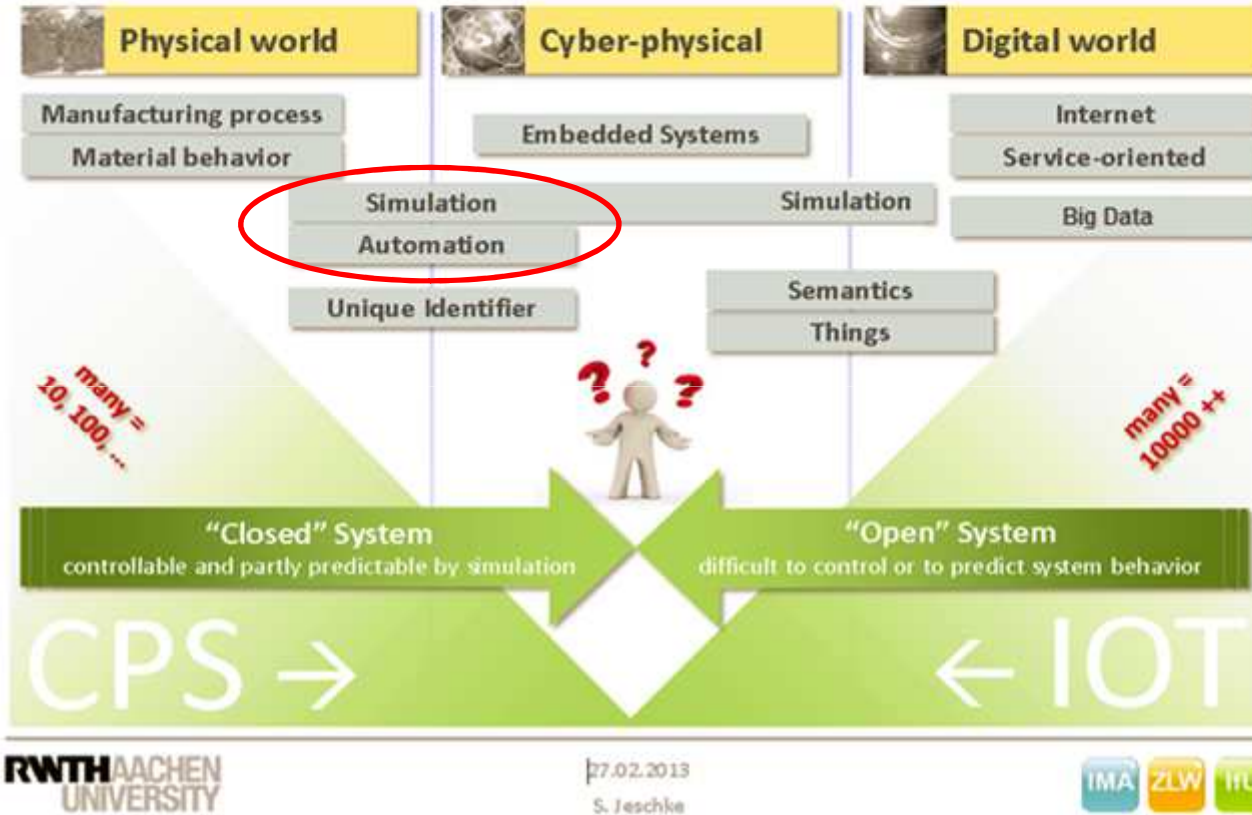 Physical world
Cyber-physical
Digital world
Manufacturing process
Material behavior
Embedded Systems
Internet
Service-oriented
Simulation
Simulation
Automation
Big Data
Unique Identifier
Semantics
Things
? ? ?
many =
10, 100, ...
many =
10000 ++
“Closed” System
controllable and partly predictable by simulation
“Open” System
difficult to control or to predict system behavior
CPS →
← IOT
RWTH AACHEN
UNIVERSITY
27.02.2013
S. Jeschke
IMA
ZLW
IfU